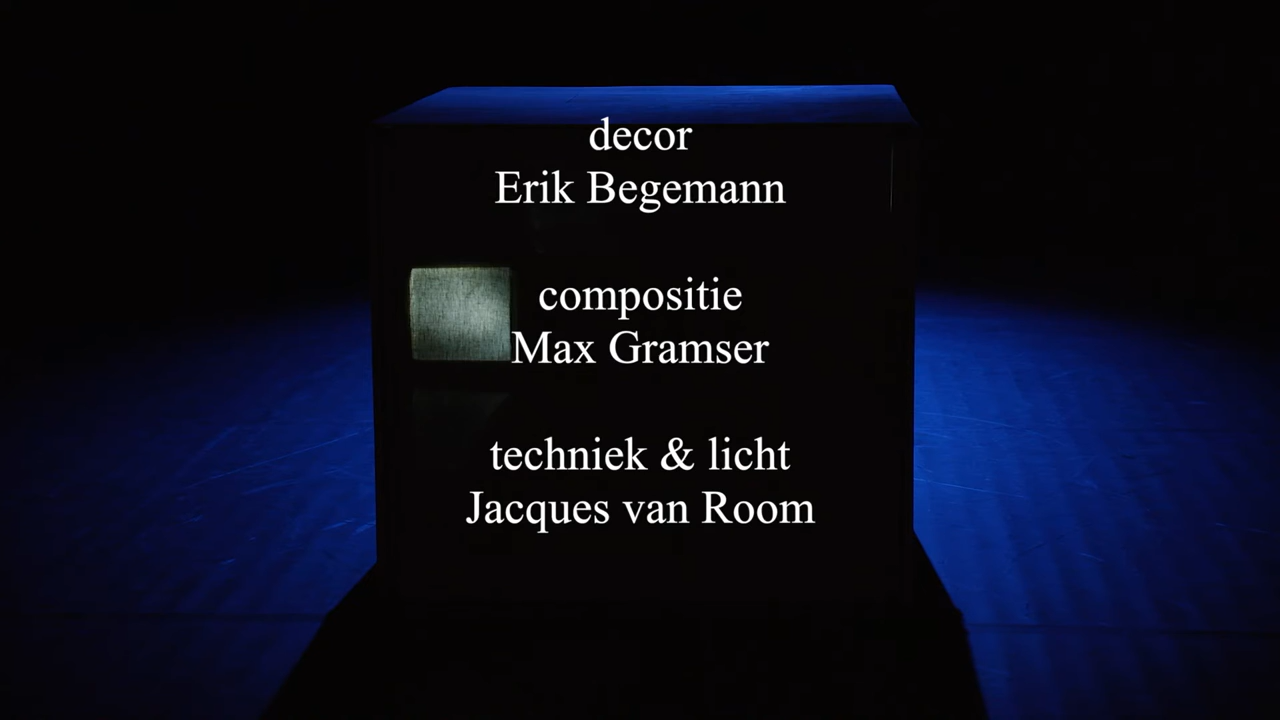 decor
Erik Begemann
compositie
Max Gramser
techniek & licht
Jacques van Room